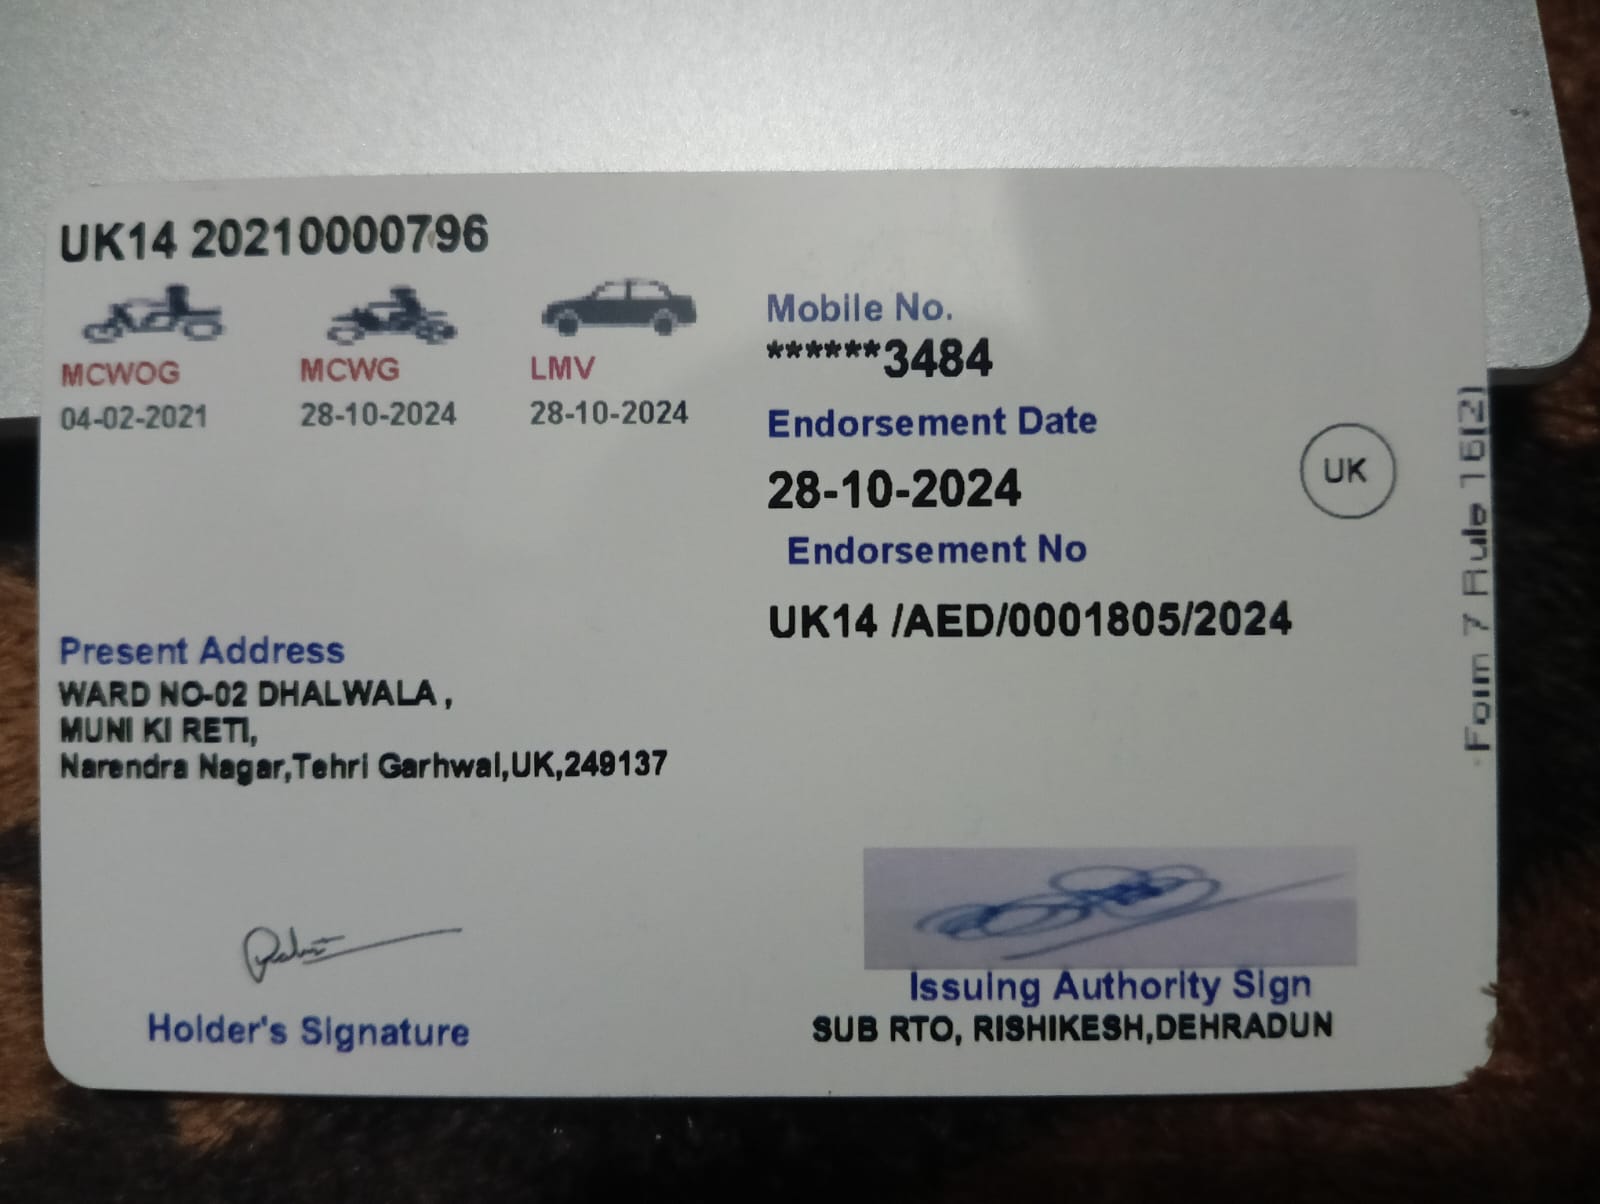 UK14 20210000796
MCWOG MCWG LMV
04-02-2021 28-10-2024 28-10-2024
Mobile No.
******3484
Endorsement Date
28-10-2024
Endorsement No
UK14 /AED/0001805/2024
UK
Form 7 Rule 16(2)
Present Address
WARD NO-02 DHALWALA ,
MUNI KI RETI,
Narendra Nagar,Tehri Garhwal,UK,249137
Holder's Signature
Issuing Authority Sign
SUB RTO, RISHIKESH,DEHRADUN